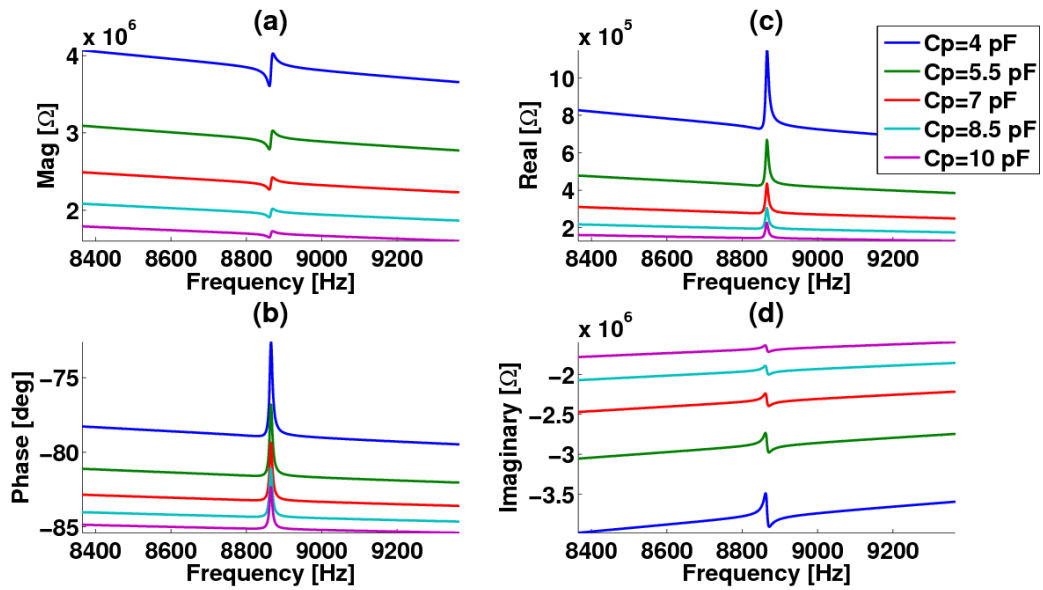 (a)
x 10^6
4
3
2
Mag [Ω]
8400 8600 8800 9000 9200
Frequency [Hz]
(c)
x 10^5
10
8
6
4
2
Real [Ω]
8400 8600 8800 9000 9200
Frequency [Hz]
Cp=4 pF
Cp=5.5 pF
Cp=7 pF
Cp=8.5 pF
Cp=10 pF
(b)
−75
−80
−85
Phase [deg]
8400 8600 8800 9000 9200
Frequency [Hz]
(d)
x 10^6
−2
−2.5
−3
−3.5
Imaginary [Ω]
8400 8600 8800 9000 9200
Frequency [Hz]